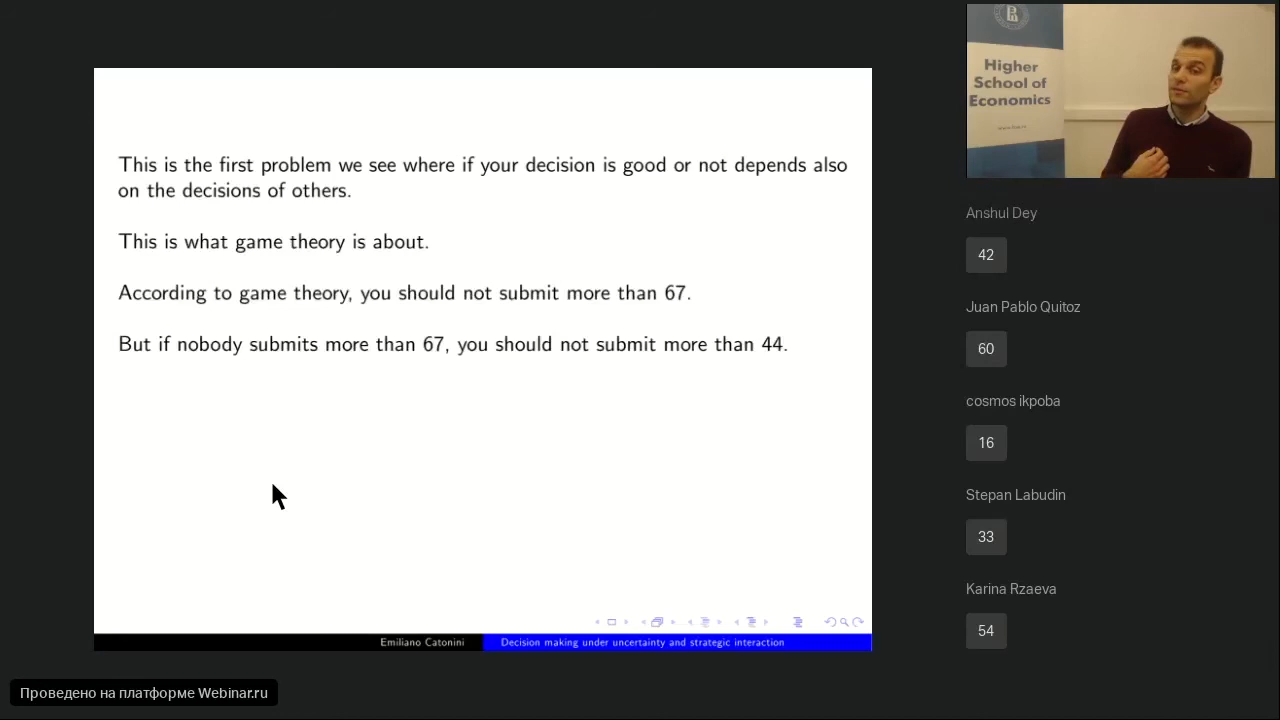 This is the first problem we see where if your decision is good or not depends also
on the decisions of others.
This is what game theory is about.
According to game theory, you should not submit more than 67.
But if nobody submits more than 67, you should not submit more than 44.
Emiliano Catonini
Decision making under uncertainty and strategic interaction
Проведено на платформе Webinar.ru
Higher
School of
Economics
Anshul Dey
42
Juan Pablo Quitoz
60
cosmos ikpoba
16
Stepan Labudin
33
Karina Rzaeva
54